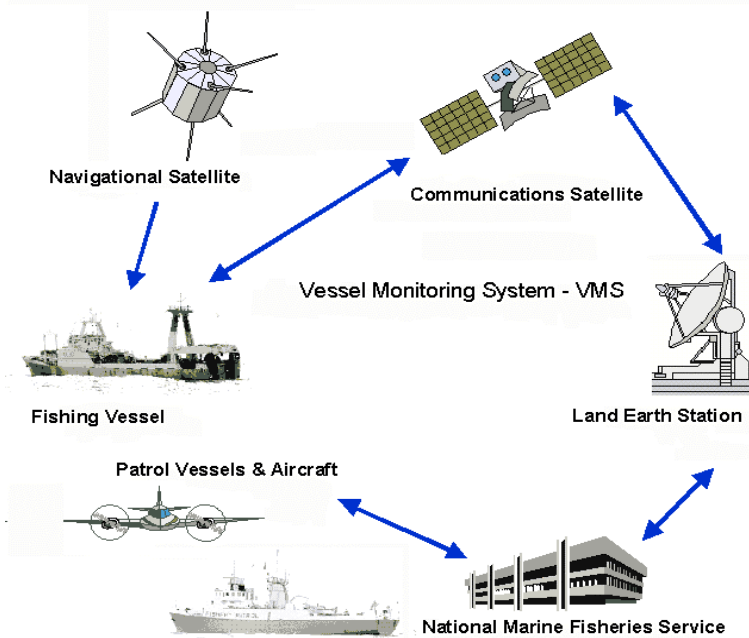 Navigational Satellite
Communications Satellite
Vessel Monitoring System - VMS
Fishing Vessel
Land Earth Station
Patrol Vessels & Aircraft
National Marine Fisheries Service